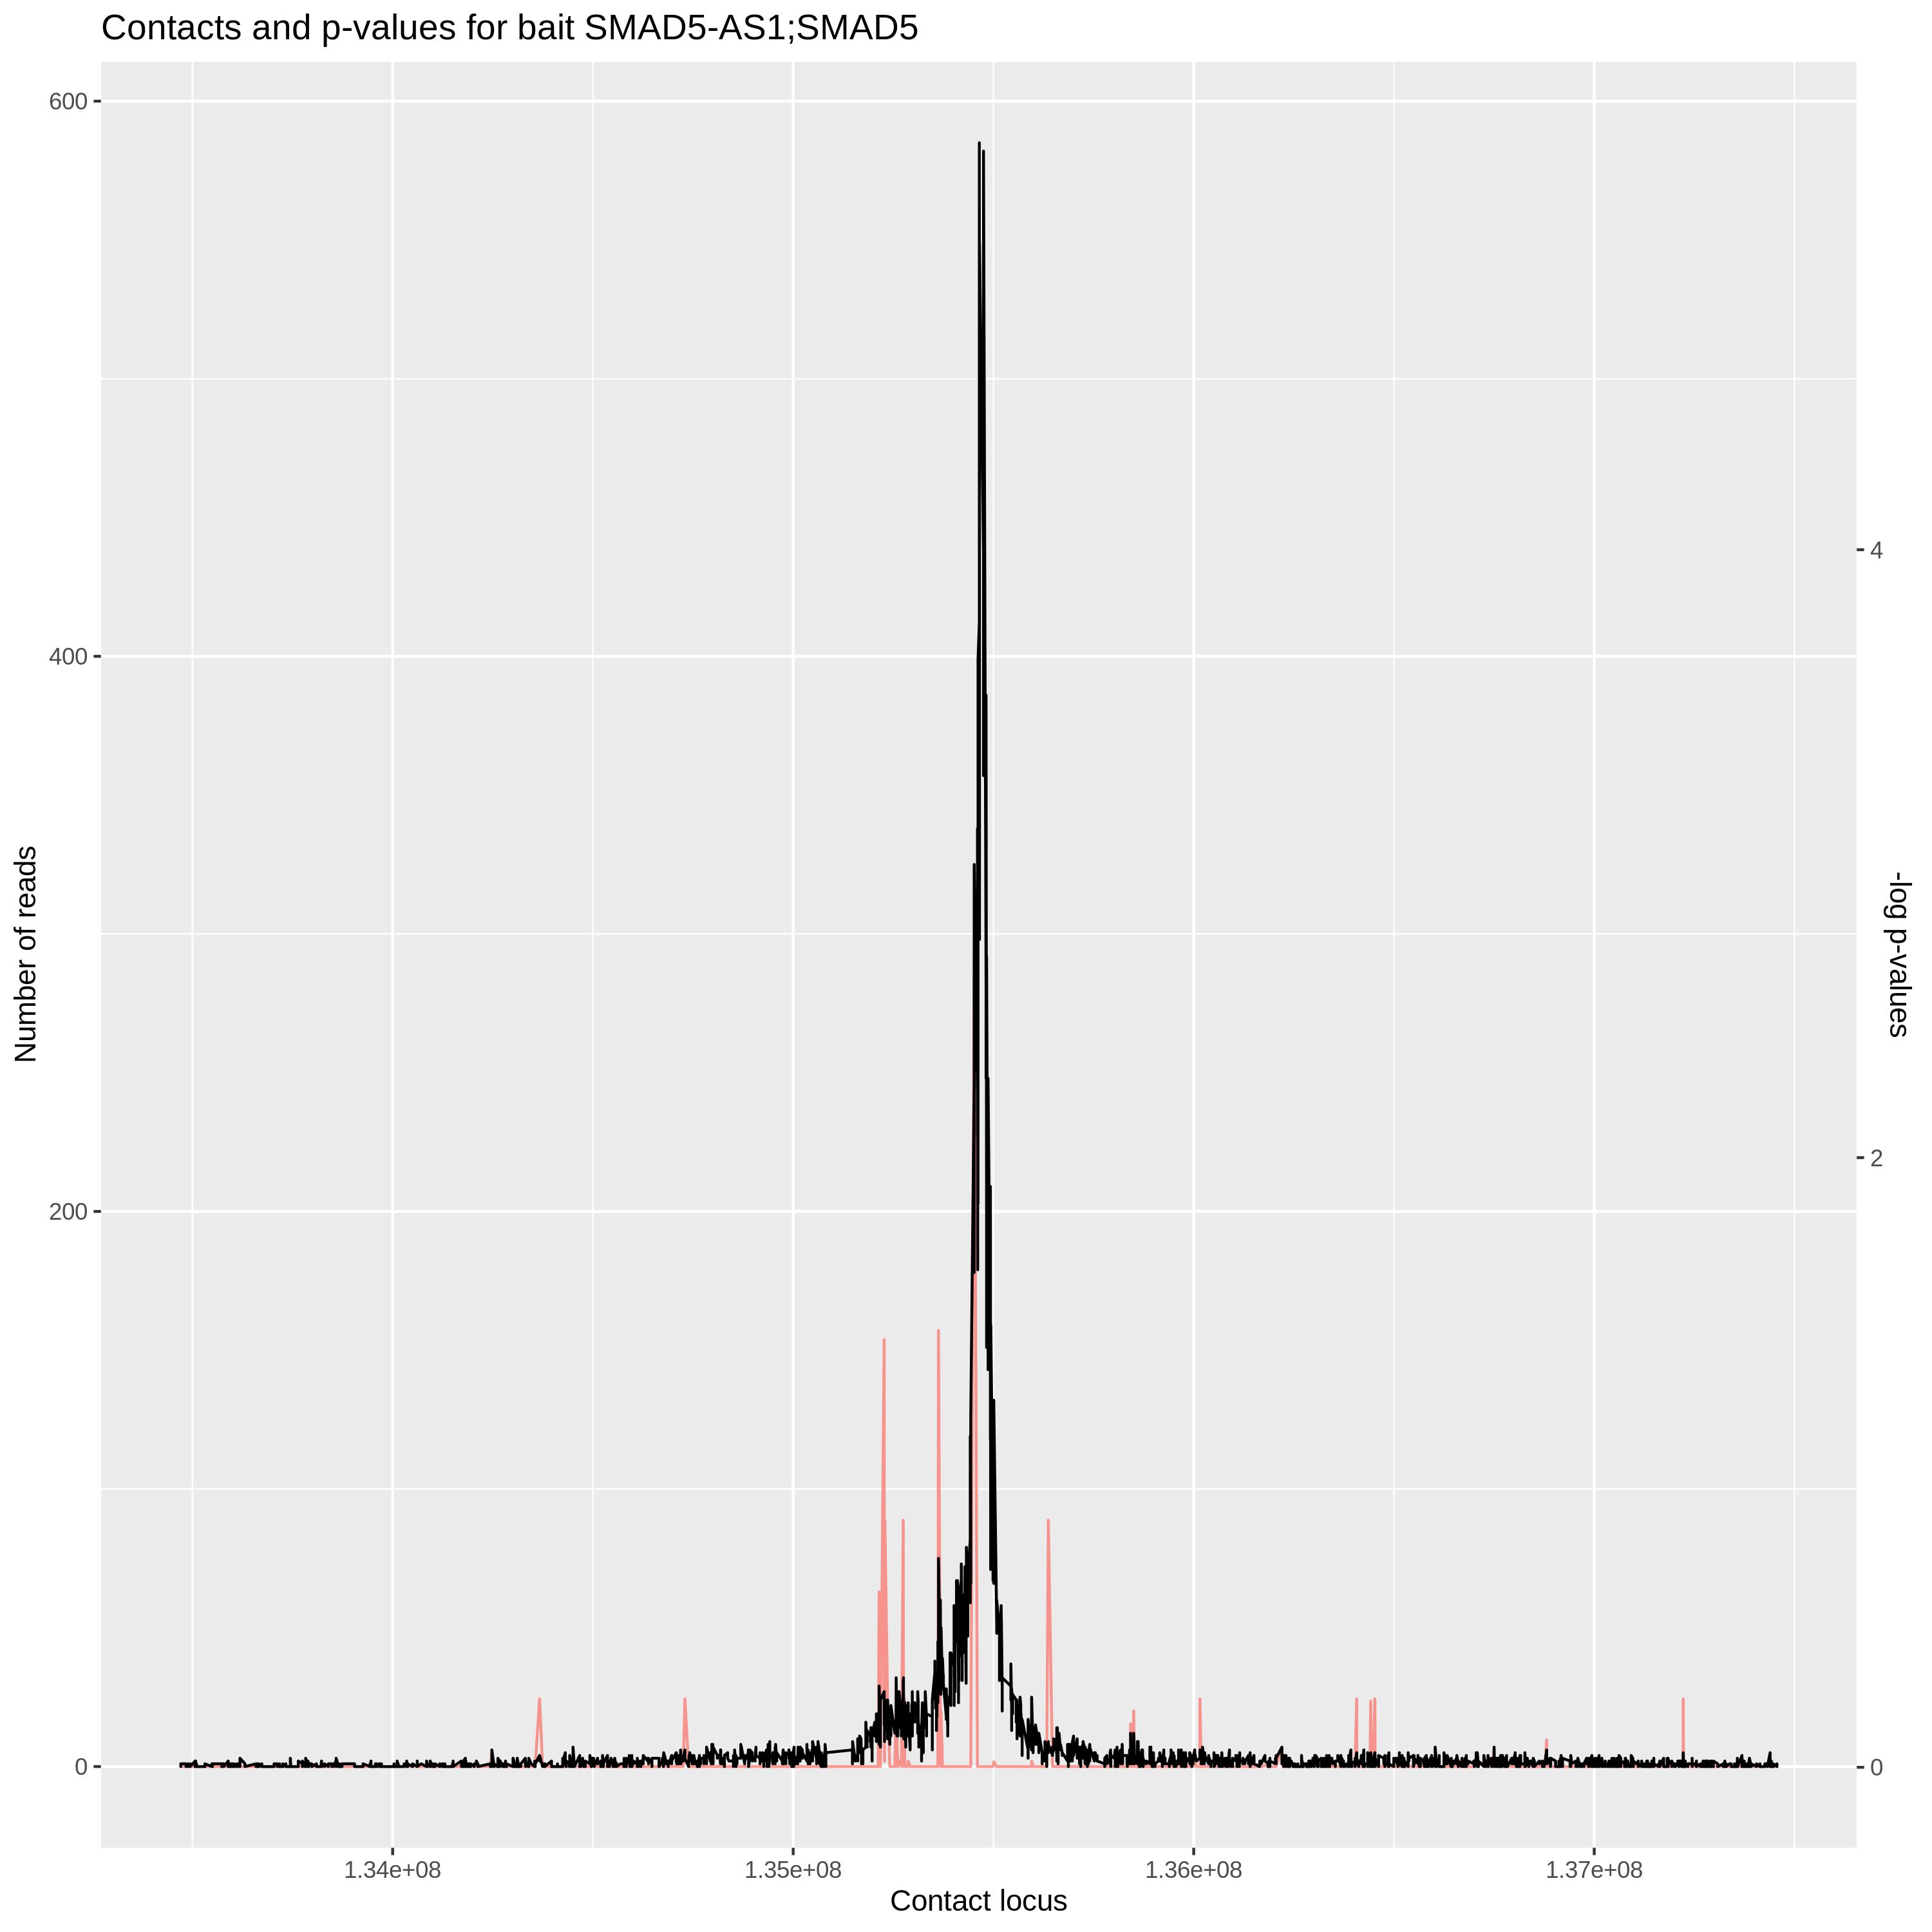 Contacts and p-values for bait SMAD5-AS1;SMAD5
600
400
200
0
Number of reads
4
2
0
-log p-values
1.34e+08 1.35e+08 1.36e+08 1.37e+08
Contact locus